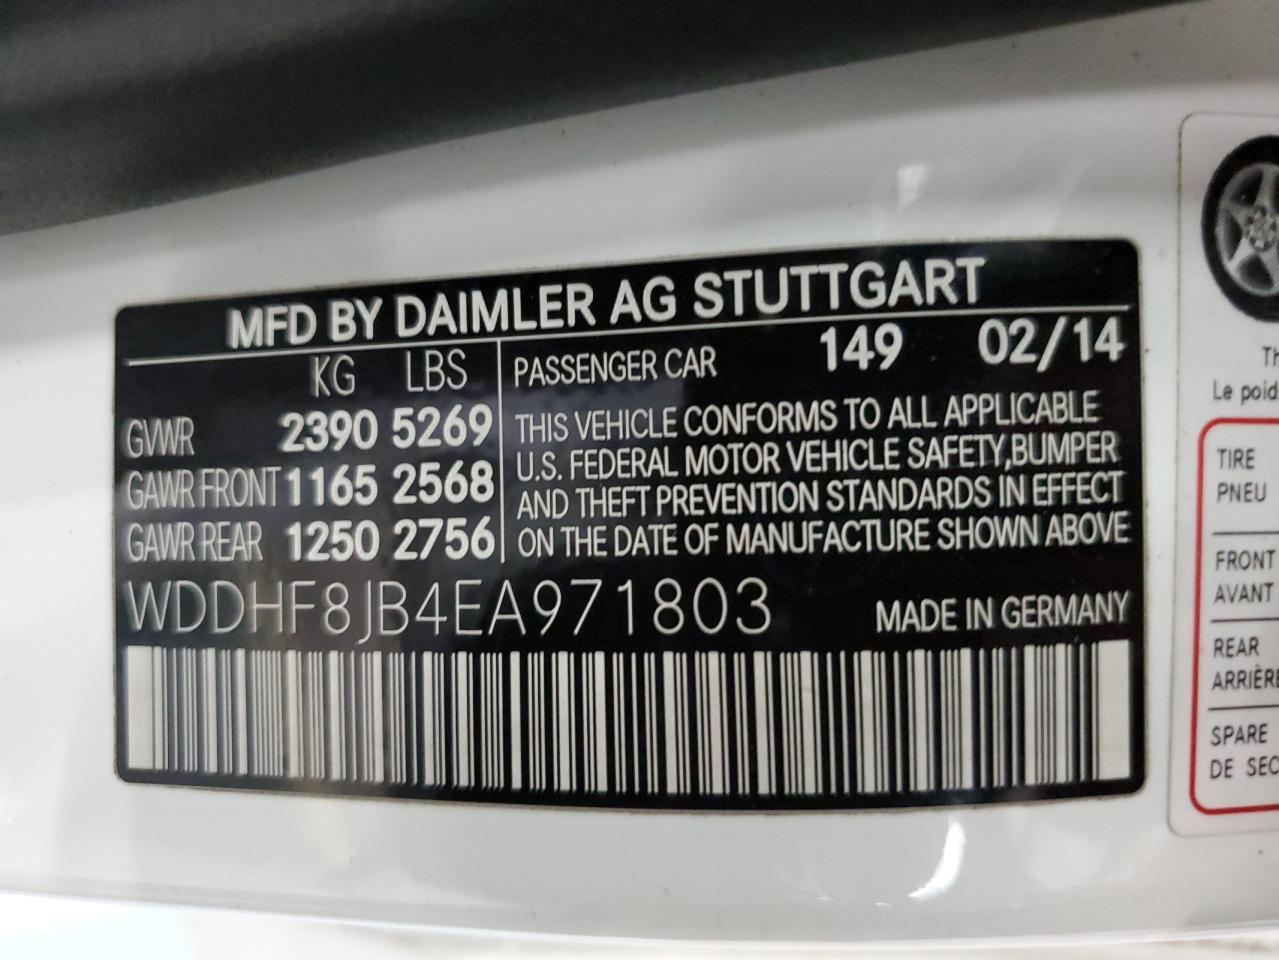 MFD BY DAIMLER AG STUTTGART
KG LBS
GVWR 2390 5269
GAWR FRONT 1165 2568
GAWR REAR 1250 2756
PASSENGER CAR 149 02/14
THIS VEHICLE CONFORMS TO ALL APPLICABLE
U.S. FEDERAL MOTOR VEHICLE SAFETY,BUMPER
AND THEFT PREVENTION STANDARDS IN EFFECT
ON THE DATE OF MANUFACTURE SHOWN ABOVE
WDDHF8JB4EA971803 MADE IN GERMANY
Le
TIRE
PNEU
FRONT
AVANT
REAR
ARRIÈRE
SPARE
DE